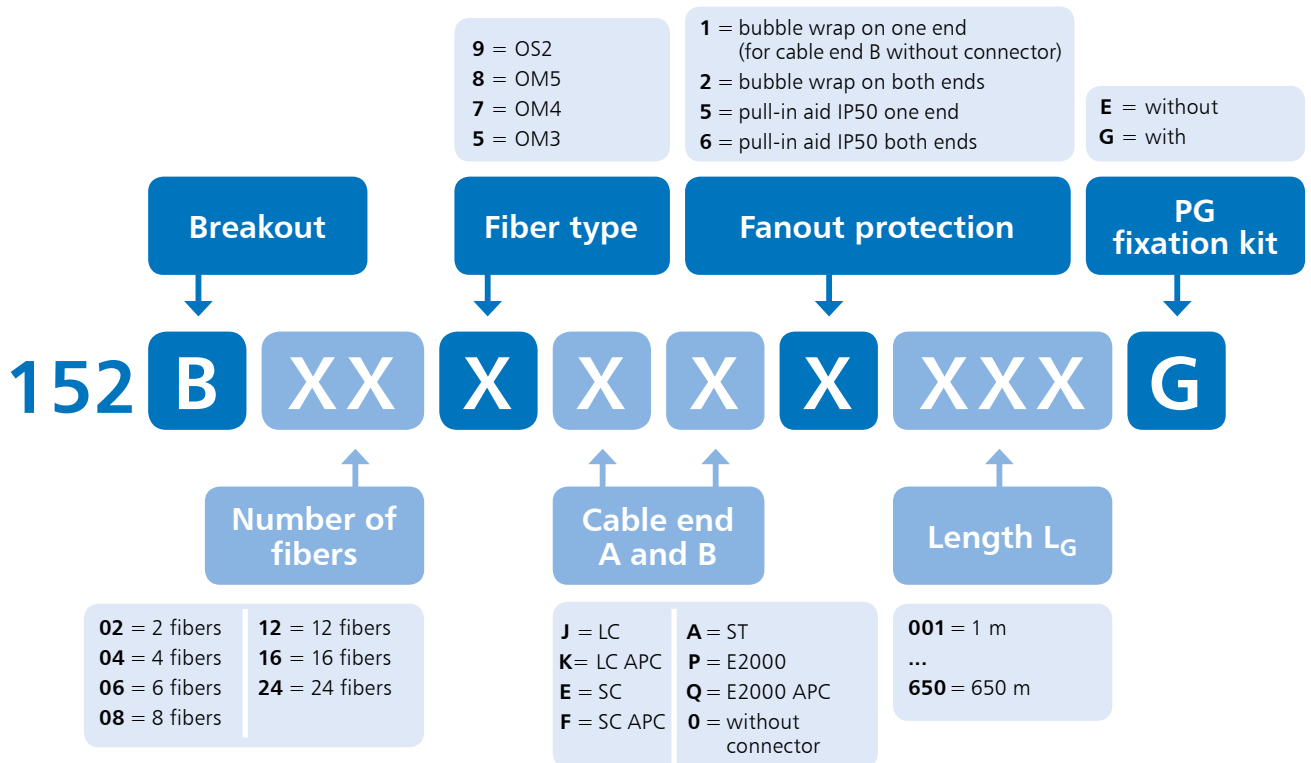 9 = OS2
8 = OM5
7 = OM4
5 = OM3
1 = bubble wrap on one end
(for cable end B without connector)
2 = bubble wrap on both ends
5 = pull-in aid IP50 one end
6 = pull-in aid IP50 both ends
E = without
G = with
Breakout
Fiber type
Fanout protection
PG
fixation kit
152 B XX X X X X XXX G
Number of
fibers
Cable end
A and B
Length LG
02 = 2 fibers
04 = 4 fibers
06 = 6 fibers
08 = 8 fibers
12 = 12 fibers
16 = 16 fibers
24 = 24 fibers
J = LC
K= LC APC
E = SC
F = SC APC
A = ST
P = E2000
Q = E2000 APC
0 = without
connector
001 = 1 m
...
650 = 650 m